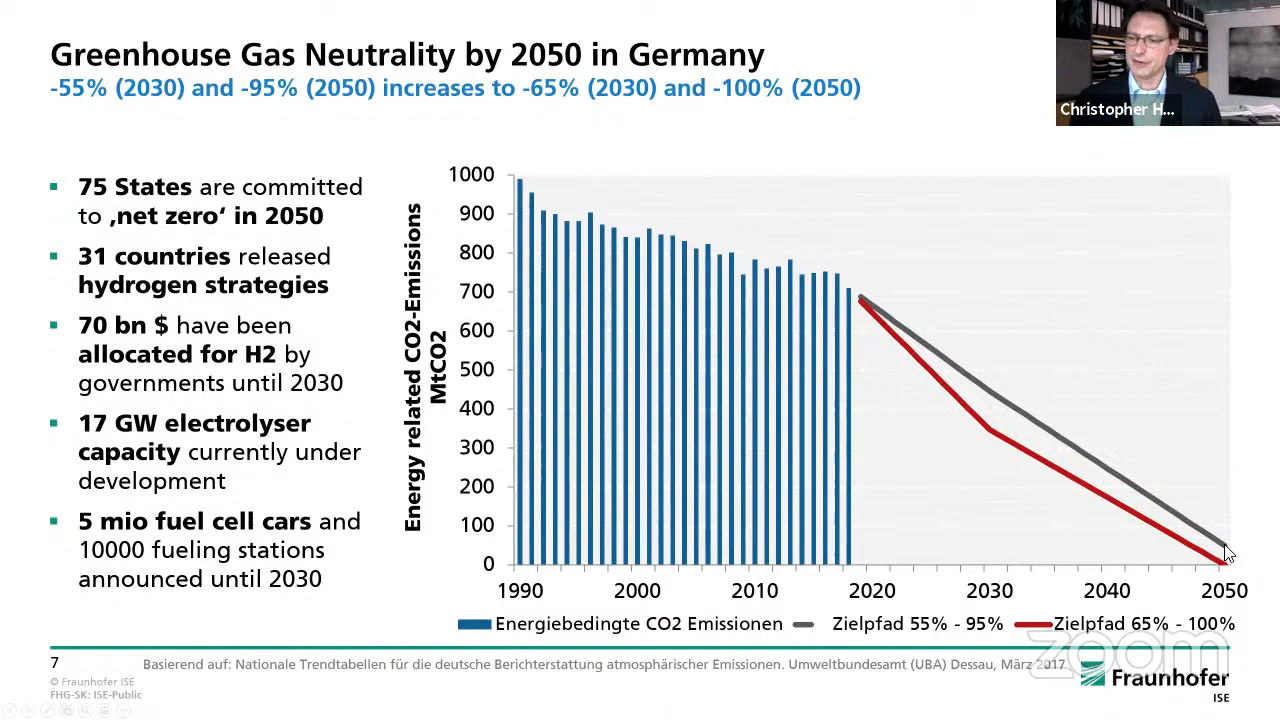 Greenhouse Gas Neutrality by 2050 in Germany
-55% (2030) and -95% (2050) increases to -65% (2030) and -100% (2050)
Christopher H...
75 States are committed
to ‚net zero‘ in 2050
31 countries released
hydrogen strategies
70 bn $ have been
allocated for H2 by
governments until 2030
17 GW electrolyser
capacity currently under
development
5 mio fuel cell cars and
10000 fueling stations
announced until 2030
Energy related CO2-Emissions
MtCO2
1000
900
800
700
600
500
400
300
200
100
0
1990 2000 2010 2020 2030 2040 2050
Energiebedingte CO2 Emissionen Zielpfad 55% - 95% Zielpfad 65% - 100%
7
Basierend auf: Nationale Trendtabellen für die deutsche Berichterstattung atmosphärischer Emissionen. Umweltbundesamt (UBA) Dessau, März 2017
© Fraunhofer ISE
FHG-SK: ISE-Public
zoom
Fraunhofer
ISE